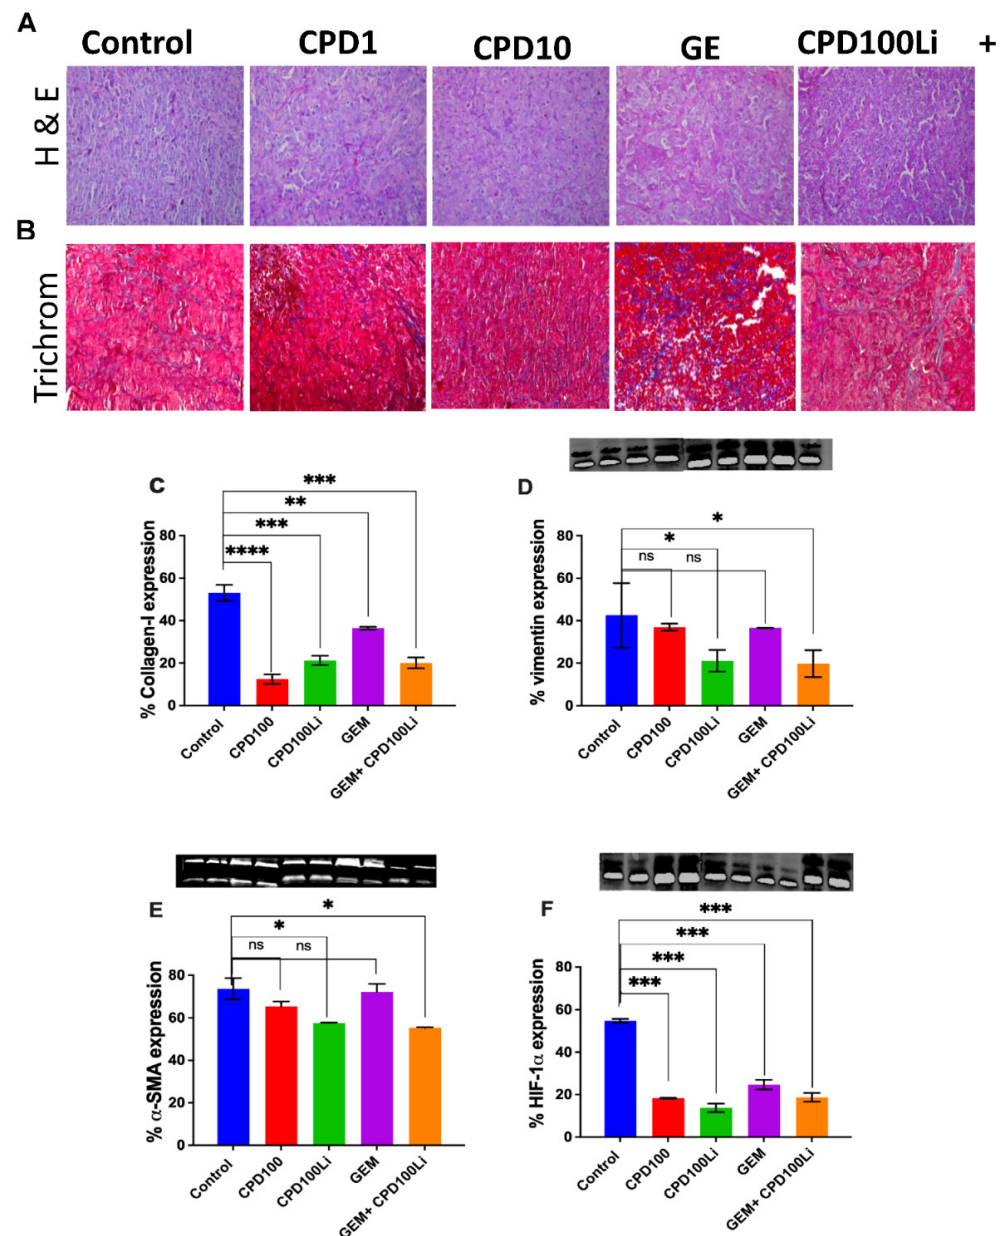 A
Control CPD1 CPD10 GE CPD100Li +
H & E
B
Trichrom
C
% Collagen-I expression
80
60
40
20
0
**** *** ** ***
Control CPD100 CPD100Li GEM GEM+ CPD100Li
D
% vimentin expression
80
60
40
20
0
ns * ns *
Control CPD100 CPD100Li GEM GEM+ CPD100Li
E
% α-SMA expression
80
60
40
20
0
ns * ns *
Control CPD100 CPD100Li GEM GEM+ CPD100Li
F
% HIF-1α expression
80
60
40
20
0
*** *** *** ***
Control CPD100 CPD100Li GEM GEM+ CPD100Li